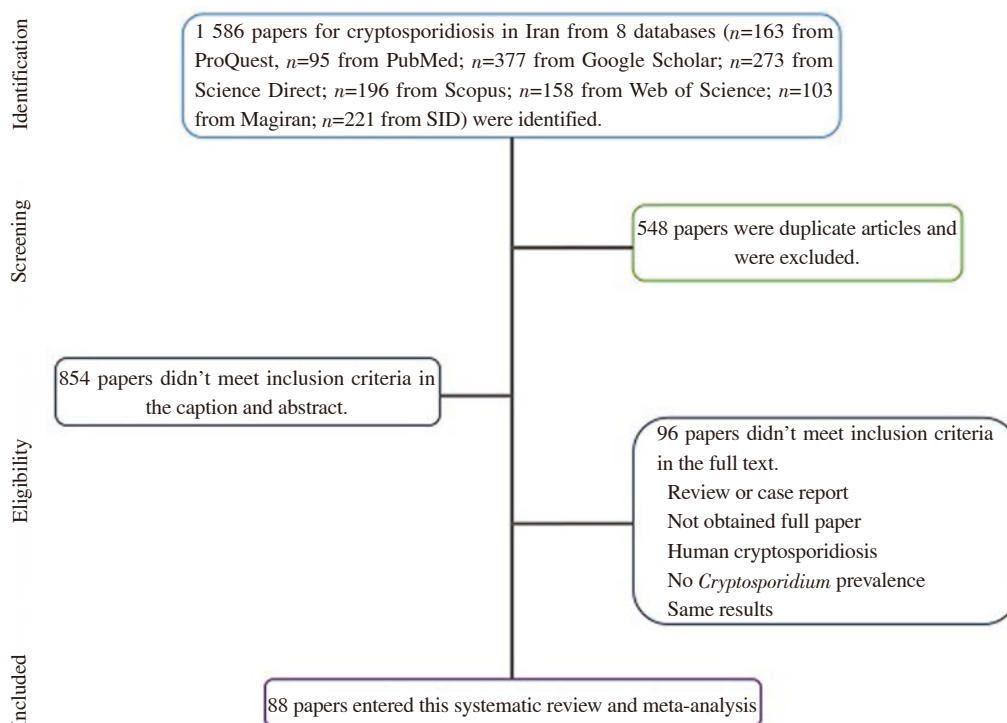 Identification
1 586 papers for cryptosporidiosis in Iran from 8 databases (n=163 from
ProQuest, n=95 from PubMed; n=377 from Google Scholar; n=273 from
Science Direct; n=196 from Scopus; n=158 from Web of Science; n=103
from Magiran; n=221 from SID) were identified.
Screening
548 papers were duplicate articles and
were excluded.
854 papers didn't meet inclusion criteria in
the caption and abstract.
Eligibility
96 papers didn't meet inclusion criteria
in the full text.
Review or case report
Not obtained full paper
Human cryptosporidiosis
No Cryptosporidium prevalence
Same results
Included
88 papers entered this systematic review and meta-analysis